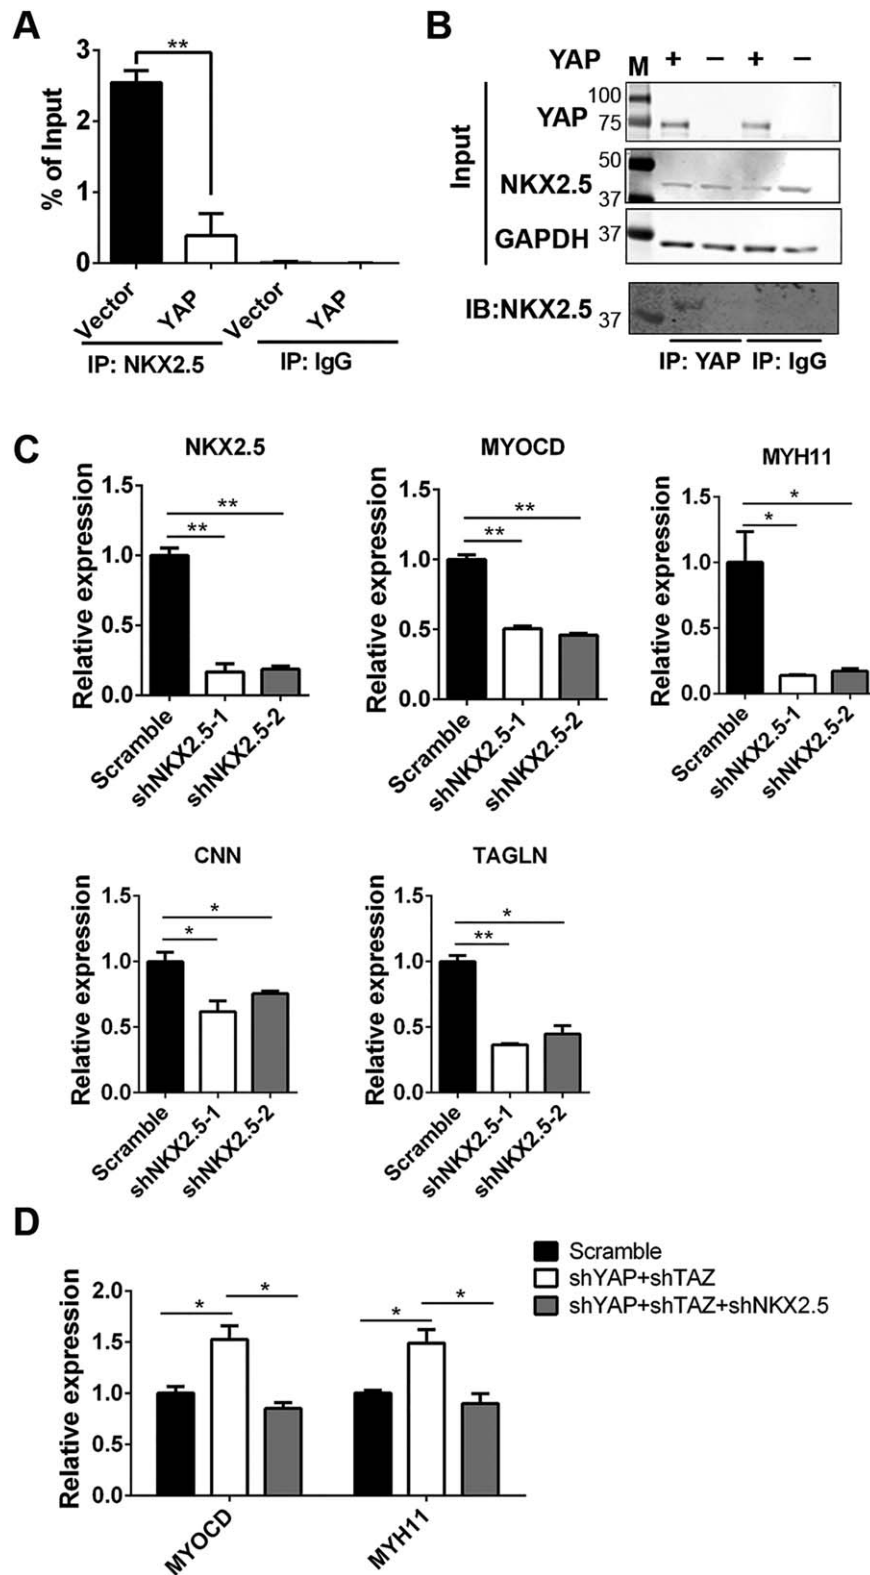 A
**
3
2
1
0
% of Input
Vector
YAP
Vector
YAP
IP: NKX2.5
IP: IgG
B
YAP + − + −
M
100
75
YAP
50
37
NKX2.5
37
GAPDH
Input
IB:NKX2.5
37
IP: YAP
IP: IgG
C
NKX2.5
1.5
1.0
0.5
0.0
Relative expression
**
**
Scramble
shNKX2.5-1
shNKX2.5-2
MYOCD
1.5
1.0
0.5
0.0
Relative expression
**
**
Scramble
shNKX2.5-1
shNKX2.5-2
MYH11
1.5
1.0
0.5
0.0
Relative expression
*
*
Scramble
shNKX2.5-1
shNKX2.5-2
CNN
1.5
1.0
0.5
0.0
Relative expression
*
*
Scramble
shNKX2.5-1
shNKX2.5-2
TAGLN
1.5
1.0
0.5
0.0
Relative expression
*
**
Scramble
shNKX2.5-1
shNKX2.5-2
D
Scramble
shYAP+shTAZ
shYAP+shTAZ+shNKX2.5
2.0
1.5
1.0
0.5
0.0
Relative expression
*
*
*
*
MYOCD
MYH11